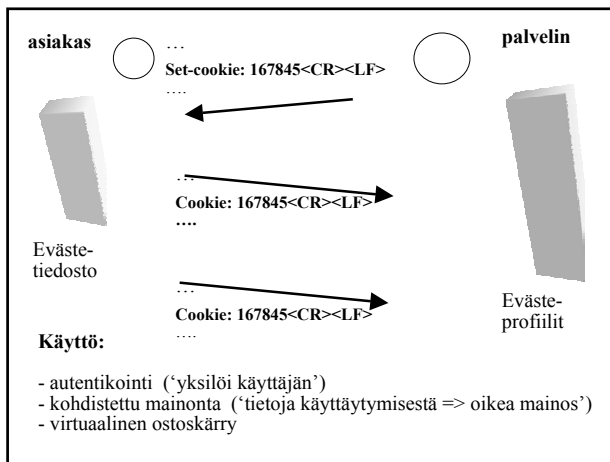 asiakas
palvelin
…
Set-cookie: 167845<CR><LF>
….
…
Cookie: 167845<CR><LF>
….
Eväste-
tiedosto
…
Cookie: 167845<CR><LF>
….
Eväste-
profiilit
Käyttö:
- autentikointi (‘yksilöi käyttäjän’)
- kohdistettu mainonta (‘tietoja käyttäytymisestä => oikea mainos’)
- virtuaalinen ostoskärry